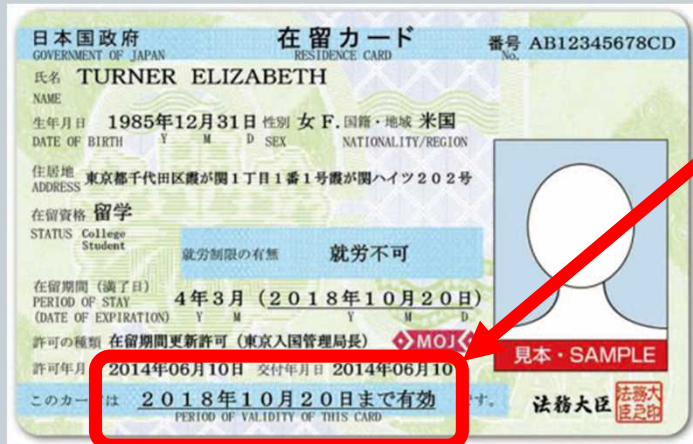 日本国政府 在留カード 番号 AB12345678CD
GOVERNMENT OF JAPAN RESIDENCE CARD No.
氏名 TURNER ELIZABETH
NAME
生年月日 1985年12月31日 性別 女 F. 国籍・地域 米国
DATE OF BIRTH Y M D SEX NATIONALITY/REGION
住居地 東京都千代田区霞が関1丁目1番1号霞が関ハイツ202号
ADDRESS
在留資格 留学
STATUS College
Student
就労制限の有無 就労不可
在留期間(満了日)
PERIOD OF STAY 4年3月(2018年10月20日)
(DATE OF EXPIRATION) Y M Y M D
許可の種類 在留期間更新許可(東京入国管理局長) MOJ
見本・SAMPLE
許可年月 2014年06月10日 交付年月日 2014年06月10
このカー は 2018年10月20日まで有効 です。
PERIOD OF VALIDITY OF THIS CARD
法務大臣